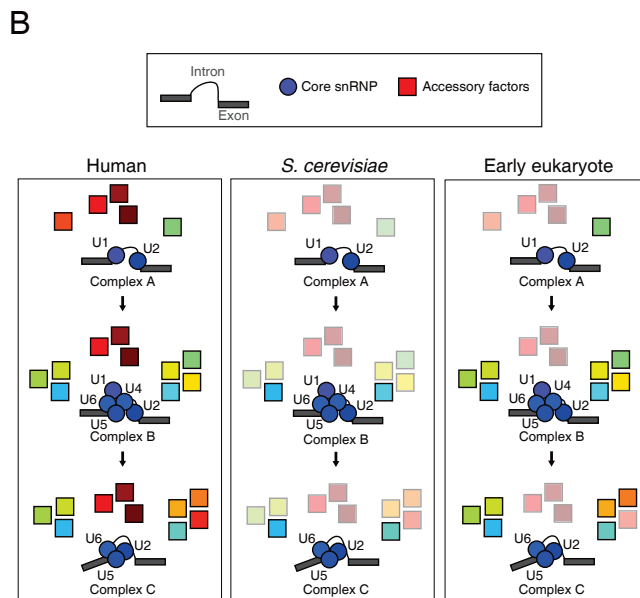 B
Intron
Exon
Core snRNP
Accessory factors
Human
U1
U2
Complex A
U1
U4
U6
U2
U5
Complex B
U6
U2
U5
Complex C
S. cerevisiae
U1
U2
Complex A
U1
U4
U6
U2
U5
Complex B
U6
U2
U5
Complex C
Early eukaryote
U1
U2
Complex A
U1
U4
U6
U2
U5
Complex B
U6
U2
U5
Complex C